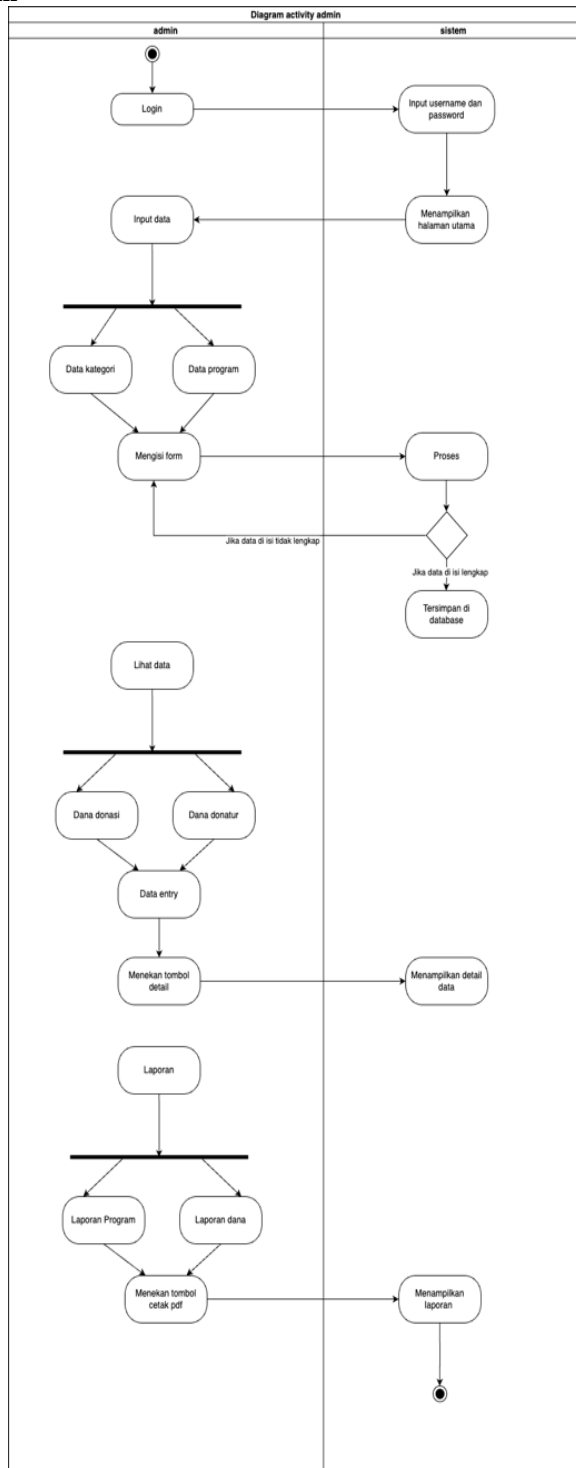 Diagram activity admin
admin
sistem
Login
Input username dan
password
Input data
Menampilkan
halaman utama
Data kategori
Data program
Mengisi form
Proses
Jika data di isi tidak lengkap
Jika data di isi lengkap
Tersimpan di
database
Lihat data
Dana donasi
Dana donatur
Data entry
Menekan tombol
detail
Menampilkan detail
data
Laporan
Laporan Program
Laporan dana
Menekan tombol
cetak pdf
Menampilkan
laporan